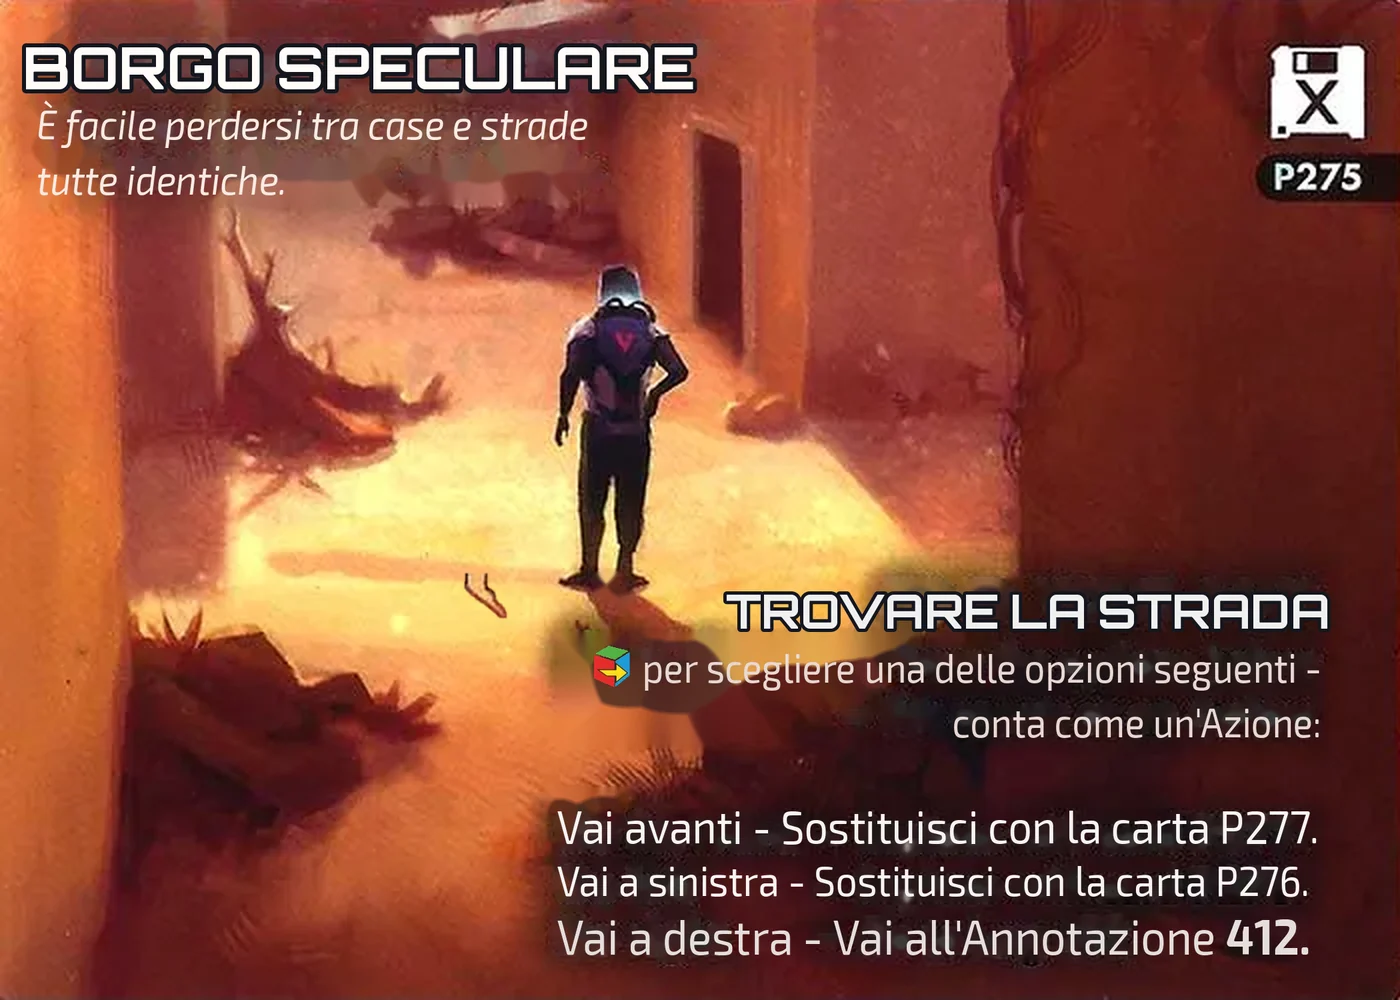 BORGO SPECULARE
È facile perdersi tra case e strade
tutte identiche.
X
P275
TROVARE LA STRADA
per scegliere una delle opzioni seguenti -
conta come un'Azione:
Vai avanti - Sostituisci con la carta P277.
Vai a sinistra - Sostituisci con la carta P276.
Vai a destra - Vai all'Annotazione 412.